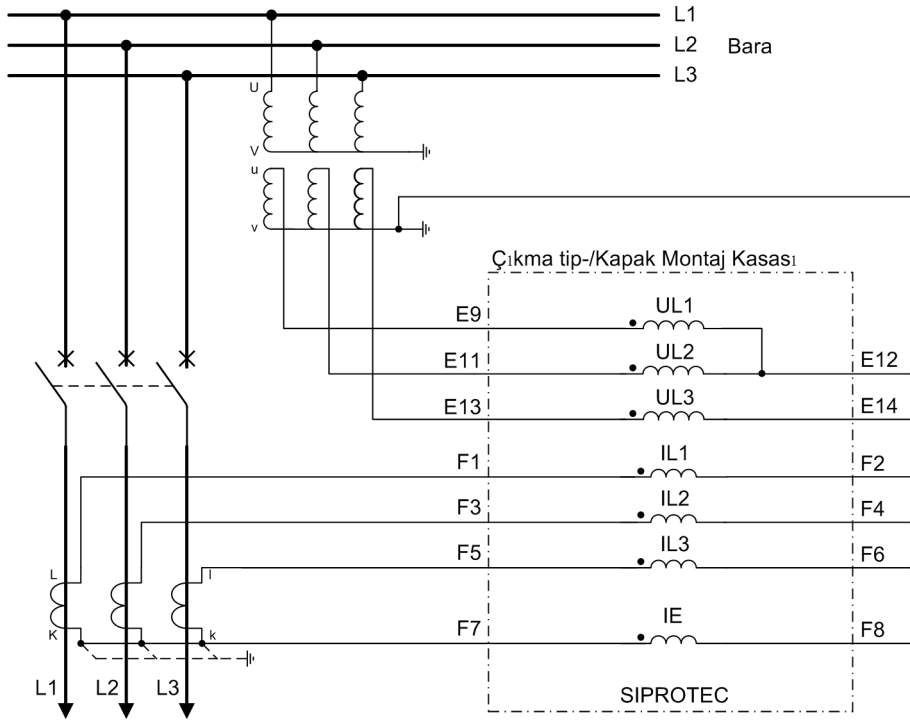 L1
L2 Bara
L3
U
V
u
v
Çıkma tip-/Kapak Montaj Kasası
E9 UL1
E11 UL2 E12
E13 UL3 E14
F1 IL1 F2
F3 IL2 F4
F5 IL3 F6
L l
K k
F7 IE F8
L1 L2 L3
SIPROTEC